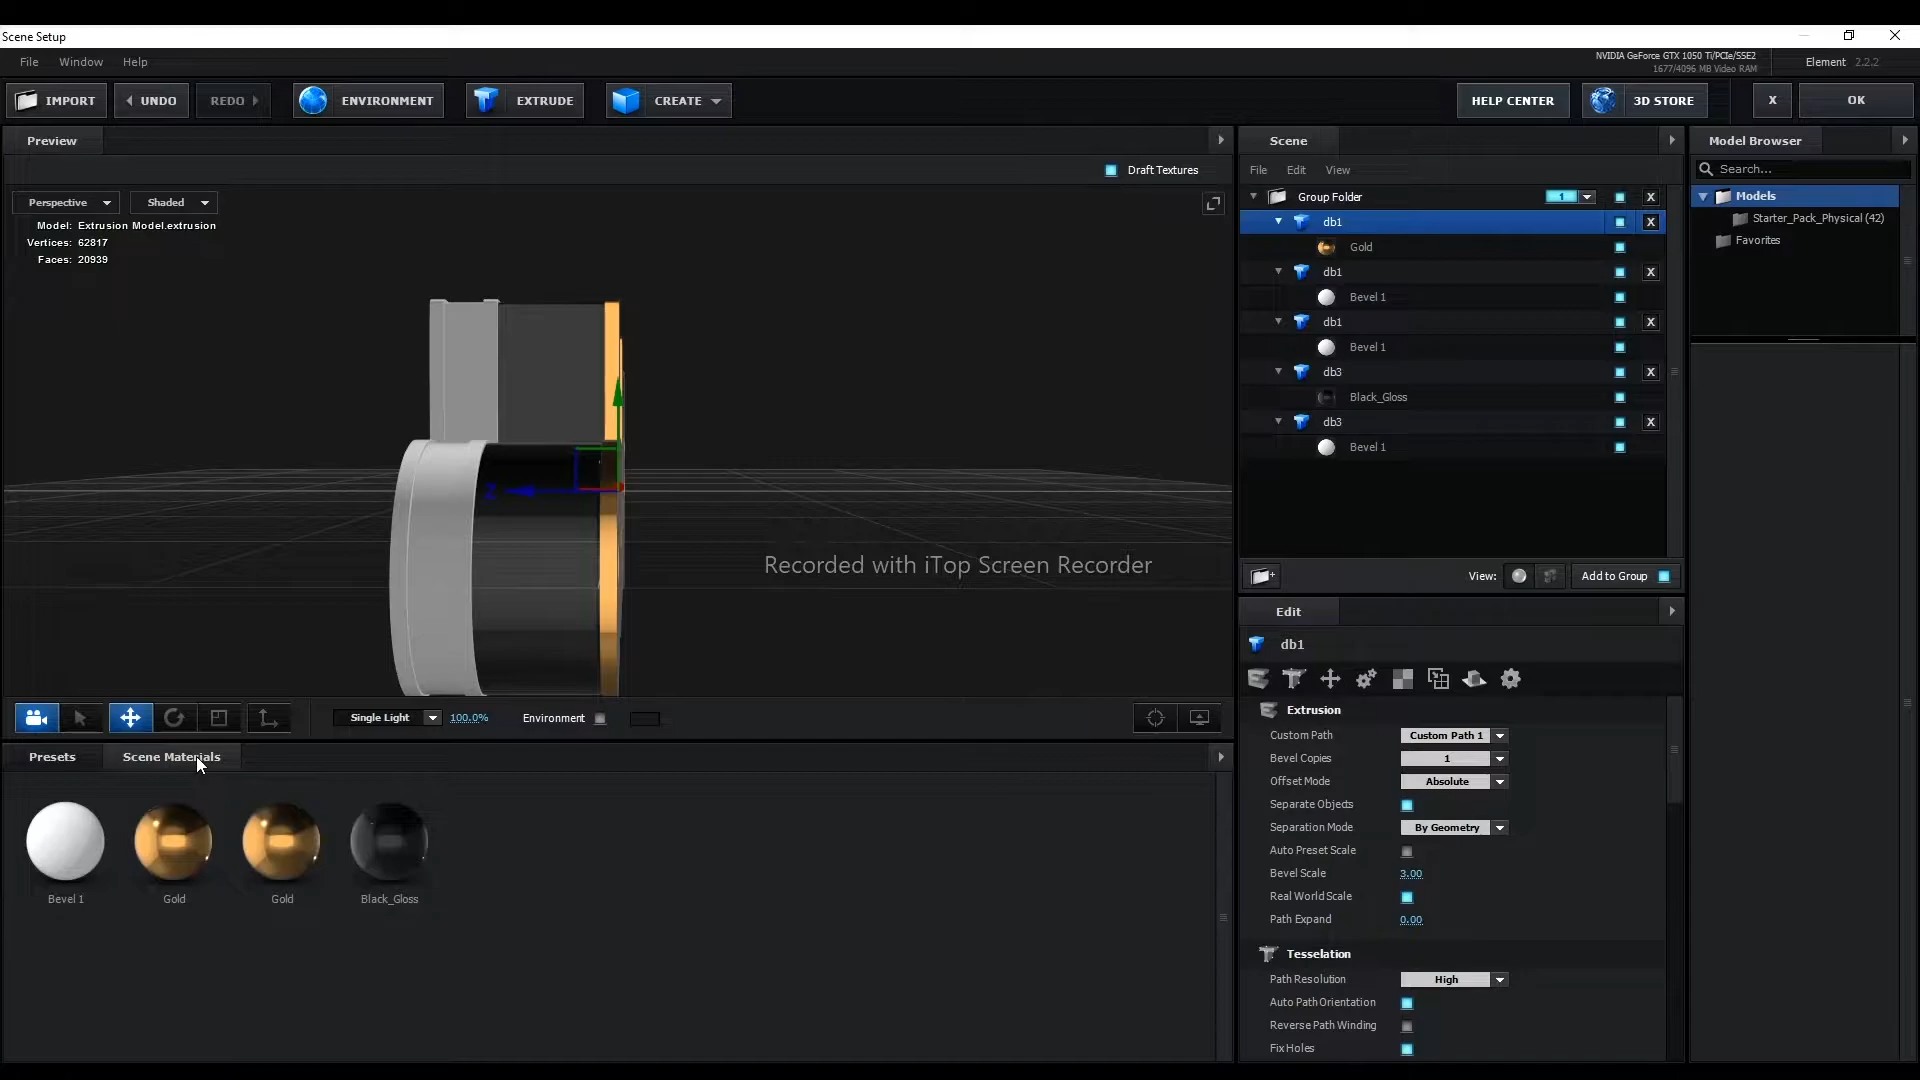 Scene Setup
File Window Help
NVIDIA GeForce GTX 1050 Ti/PCIe/SSE2
1677/4096 MB Video RAM
Element 2.2.2
IMPORT UNDO REDO ENVIRONMENT EXTRUDE CREATE HELP CENTER 3D STORE X OK
Preview
Draft Textures
Perspective Shaded
Model: Extrusion Model.extrusion
Vertices: 62817
Faces: 20939
Z
Recorded with iTop Screen Recorder
Single Light 100.0% Environment
Presets Scene Materials
Bevel 1 Gold Gold Black_Gloss
Scene
File Edit View
Group Folder 1 X
db1 X
Gold
db1 X
Bevel 1
db1 X
Bevel 1
db3 X
Black_Gloss
db3 X
Bevel 1
View: Add to Group
Edit
db1
Extrusion
Custom Path Custom Path 1
Bevel Copies 1
Offset Mode Absolute
Separate Objects
Separation Mode By Geometry
Auto Preset Scale
Bevel Scale 3.00
Real World Scale
Path Expand 0.00
Tesselation
Path Resolution High
Auto Path Orientation
Reverse Path Winding
Fix Holes
Model Browser
Search...
Models
Starter_Pack_Physical (42)
Favorites